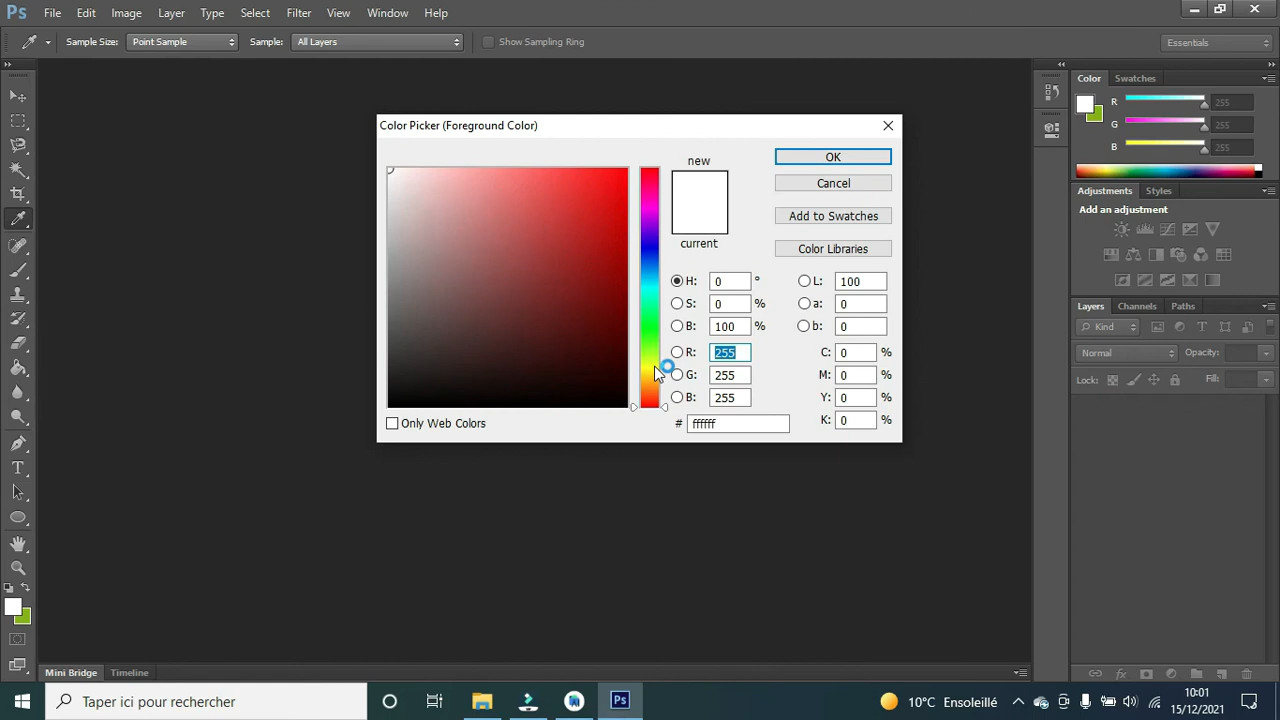 Ps File Edit Image Layer Type Select Filter View Window Help
Sample Size: Point Sample Sample: All Layers Show Sampling Ring Essentials
Color Swatches
R 255
G 255
B 255
Adjustments Styles
Add an adjustment
Layers Channels Paths
Kind
Normal Opacity:
Lock: Fill:
Color Picker (Foreground Color)
new
current
OK
Cancel
Add to Swatches
Color Libraries
H: 0 ° L: 100
S: 0 % a: 0
B: 100 % b: 0
R: 255 C: 0 %
G: 255 M: 0 %
B: 255 Y: 0 %
# ffffff K: 0 %
Only Web Colors
Mini Bridge Timeline
Taper ici pour rechercher
Ps
10°C Ensoleillé
10:01
15/12/2021